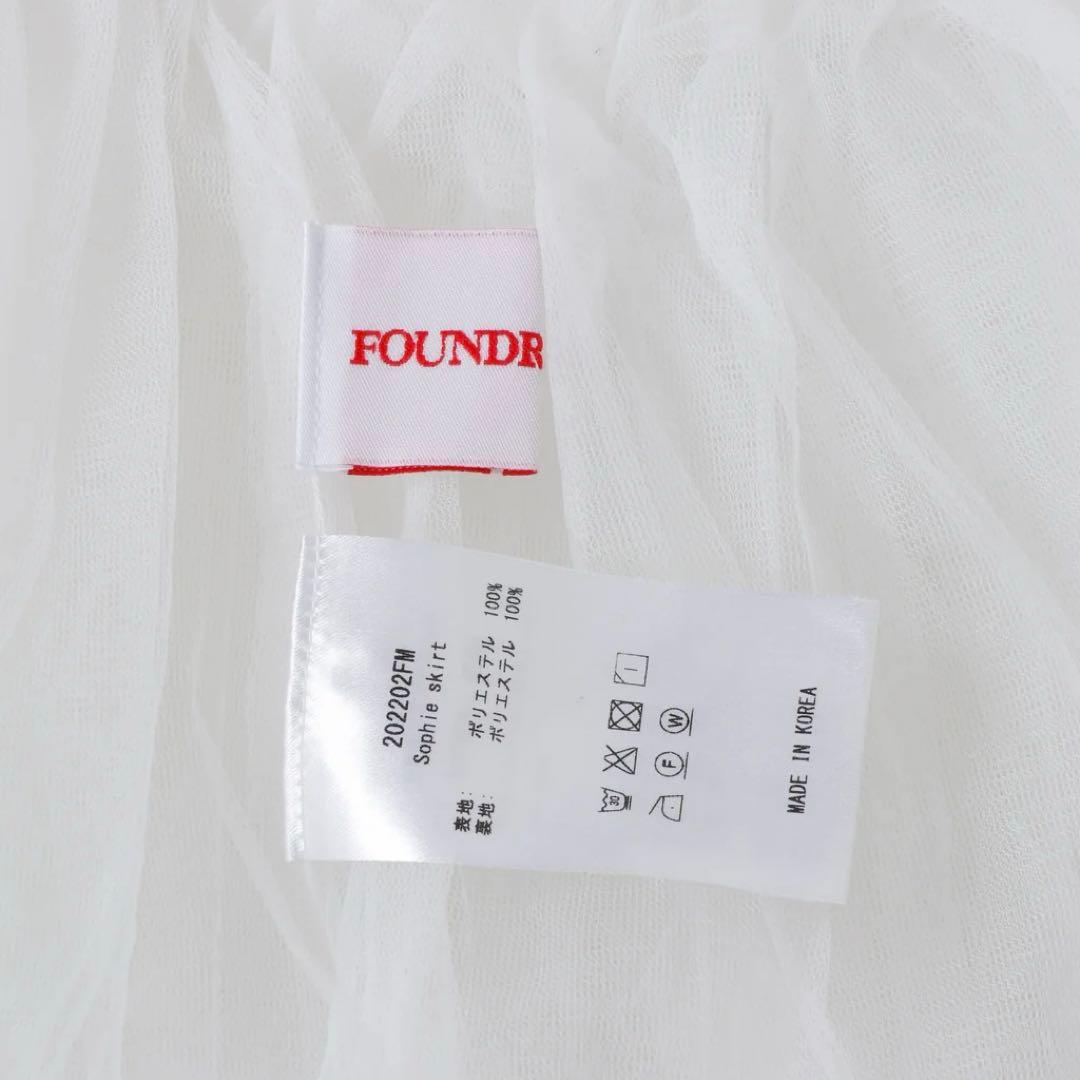 FOUNDR
202202FM
Sophie skirt
表地: ポリエステル 100%
裏地: ポリエステル 100%
30
F
W
MADE IN KOREA